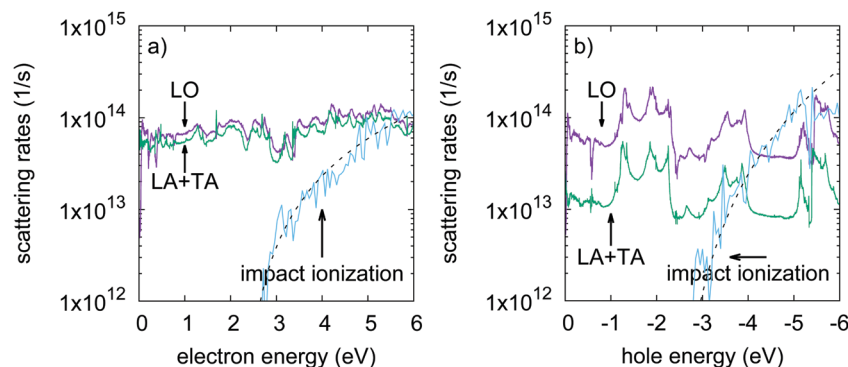 1x10^15
1x10^14
1x10^13
1x10^12
scattering rates (1/s)
a)
LO
LA+TA
impact ionization
0 1 2 3 4 5 6
electron energy (eV)
1x10^15
1x10^14
1x10^13
1x10^12
scattering rates (1/s)
b)
LO
LA+TA
impact ionization
0 -1 -2 -3 -4 -5 -6
hole energy (eV)